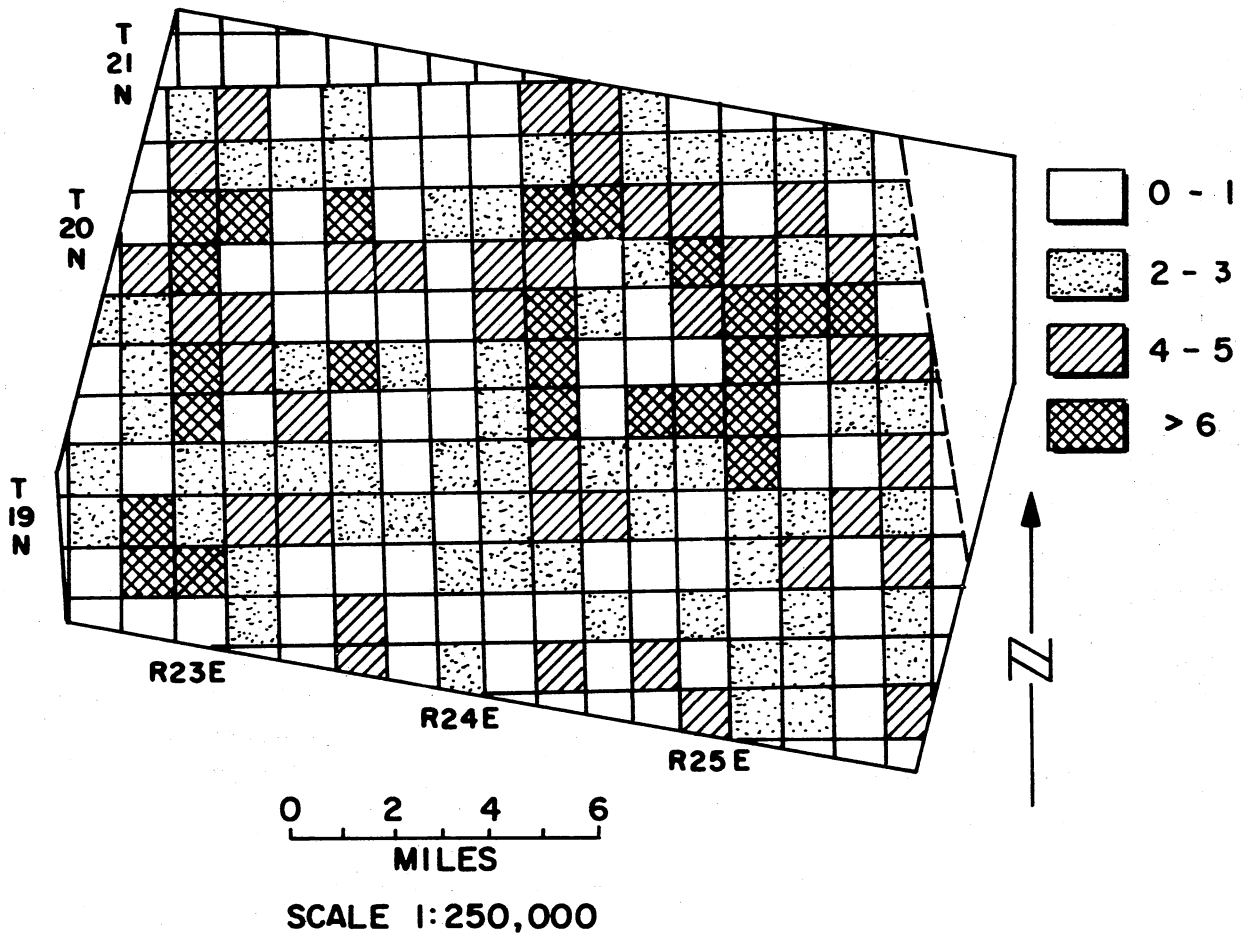 T
21
N
T
20
N
T
19
N
R23E
R24E
R25E
0 - 1
2 - 3
4 - 5
> 6
N
0 2 4 6
MILES
SCALE 1:250,000